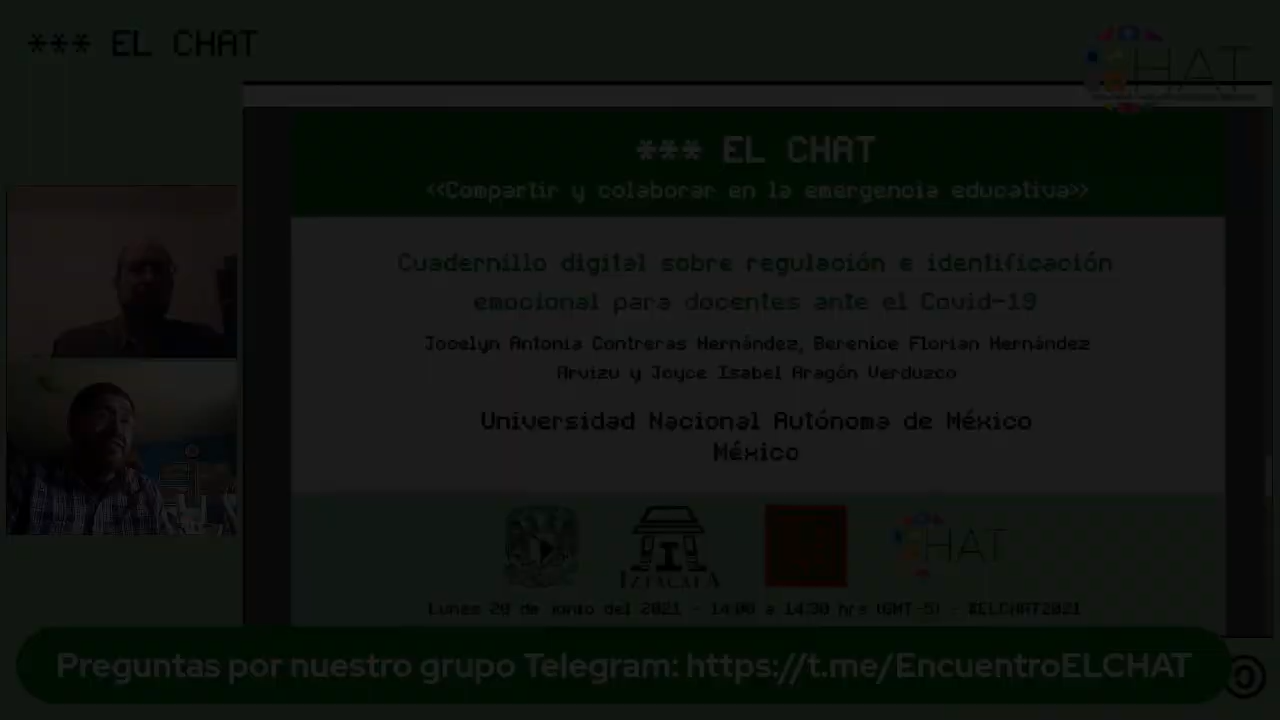 *** EL CHAT
HAT
*** EL CHAT
<<Compartir y colaborar en la emergencia educativa>>
Cuadernillo digital sobre regulación e identificación
emocional para docentes ante el Covid-19
Jocelyn Antonia Contreras Hernández, Berenice Florian Hernández
Arvizu y Joyce Isabel Aragón Verduzco
Universidad Nacional Autónoma de México
México
IZTACALA
HAT
Lunes 28 de junio del 2021 - 14:00 a 14:30 hrs (GMT-5) - #ELCHAT2021
Preguntas por nuestro grupo Telegram: https://t.me/EncuentroELCHAT